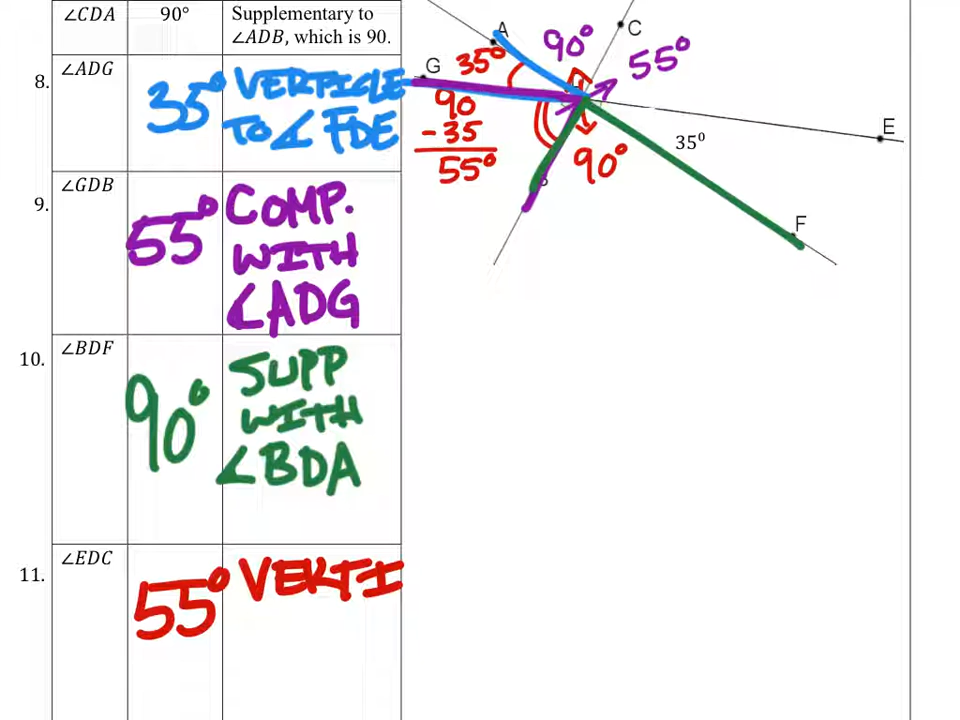 ∠CDA 90° Supplementary to
∠ADB, which is 90.
8. ∠ADG 35° VERTICLE
TO ∠ FDE
9. ∠GDB 55° COMP.
WITH
∠ADG
10. ∠BDF 90° SUPP
WITH
∠BDA
11. ∠EDC 55° VERTI
A
90°
C
55°
G
35°
90
-35
55°
90°
35⁰
E
F